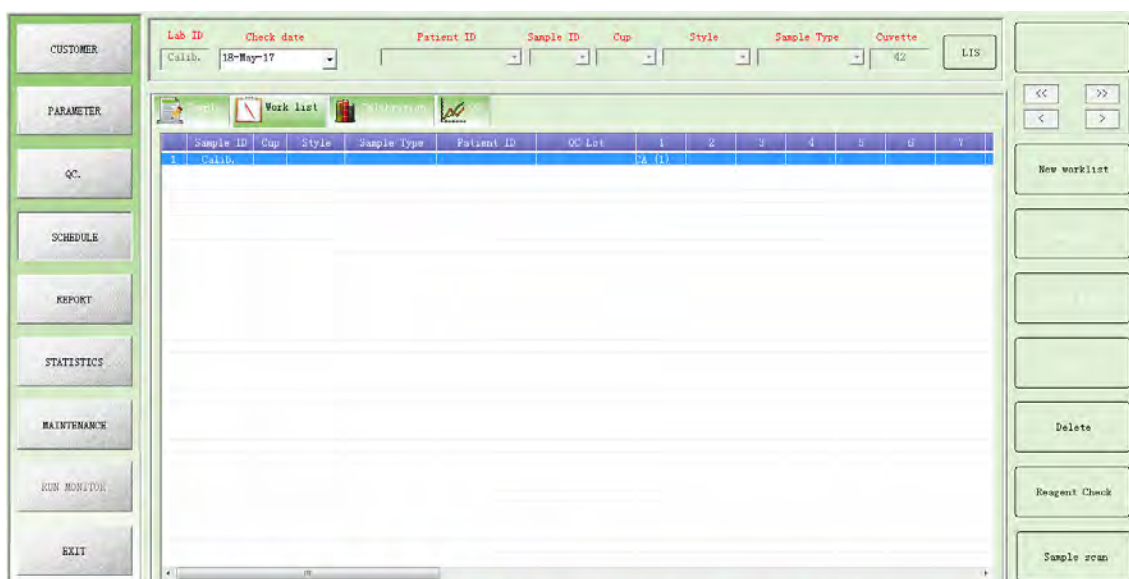 CUSTOMER
PARAMETER
QC.
SCHEDULE
REPORT
STATISTICS
MAINTENANCE
RUN MONITOR
EXIT
Lab ID Check date Patient ID Sample ID Cup Style Sample Type Cuvette
Calib. 18-May-17 42 LIS
Work list Calibration
Sample ID Cup Style Sample Type Patient ID QC Lot 1 2 3 4 5 6 7
1 Calib. CA (1)
<< >>
< >
New worklist
Delete
Reagent Check
Sample scan